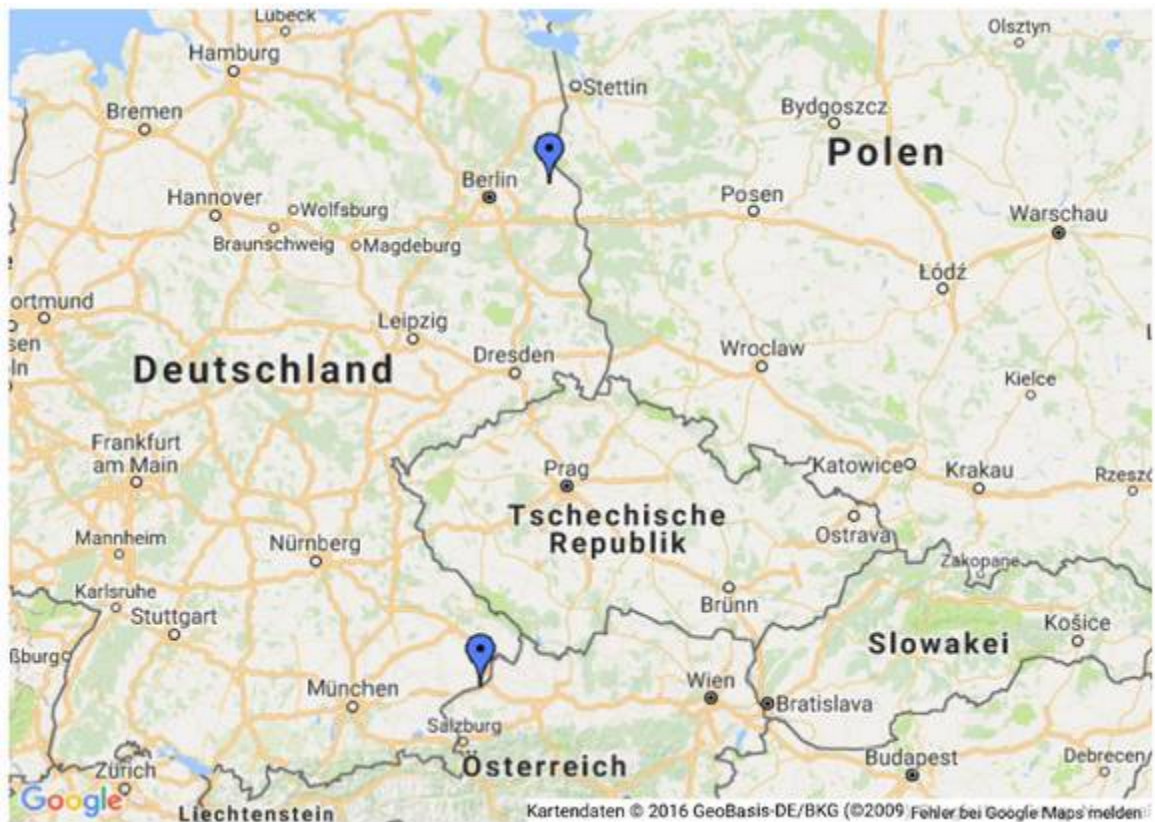 Lübeck
Olsztyn
Hamburg
Stettin
Bremen
Bydgoszcz
Polen
Berlin
Hannover
Wolfsburg
Posen
Warschau
Braunschweig
Magdeburg
Łódź
ortmund
sen
Leipzig
ln
Dresden
Wroclaw
Deutschland
Kielce
Frankfurt
am Main
Prag
Katowice
Krakau
Rzeszó
Tschechische
Republik
Ostrava
Mannheim
Nürnberg
Zakopane
Karlsruhe
Brünn
Stuttgart
Slowakei
Košice
ßburg
München
Wien
Bratislava
Salzburg
Österreich
Budapest
Debrecen
Zürich
Google
Liechtenstein
Kartendaten © 2016 GeoBasis-DE/BKG (©2009
Fehler bei Google Maps melden